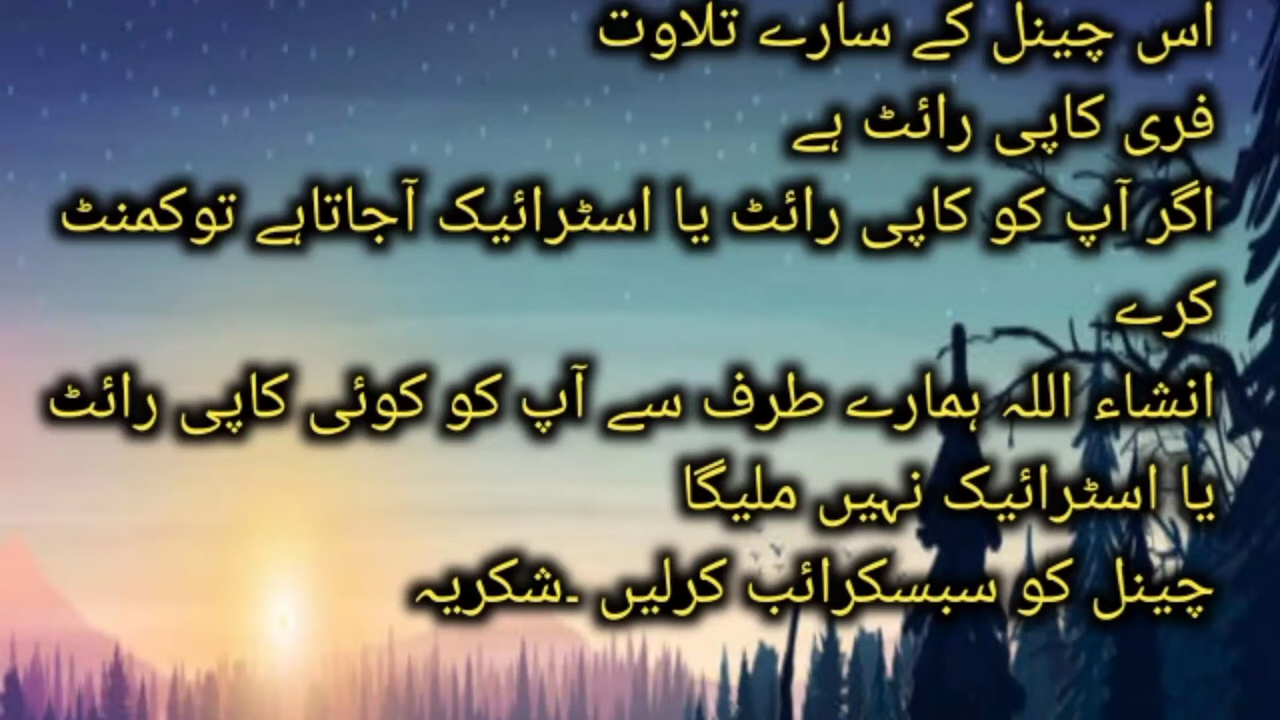 اس چینل کے سارے تلاوت
فری کاپی رائٹ ہے
اگر آپ کو کاپی رائٹ یا اسٹرائیک آجاتاہے توکمنٹ
کرے
انشاء اللہ ہمارے طرف سے آپ کو کوئی کاپی رائٹ
یا اسٹرائیک نہیں ملیگا
چینل کو سبسکرائب کرلیں ۔شکریہ